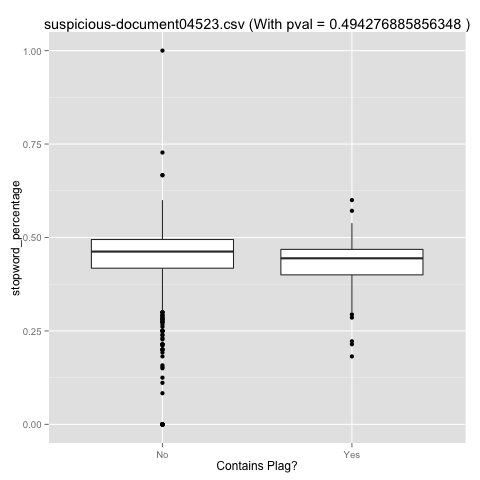 suspicious-document04523.csv (With pval = 0.494276885856348 )
1.00
0.75
0.50
0.25
0.00
stopword_percentage
No
Yes
Contains Plag?